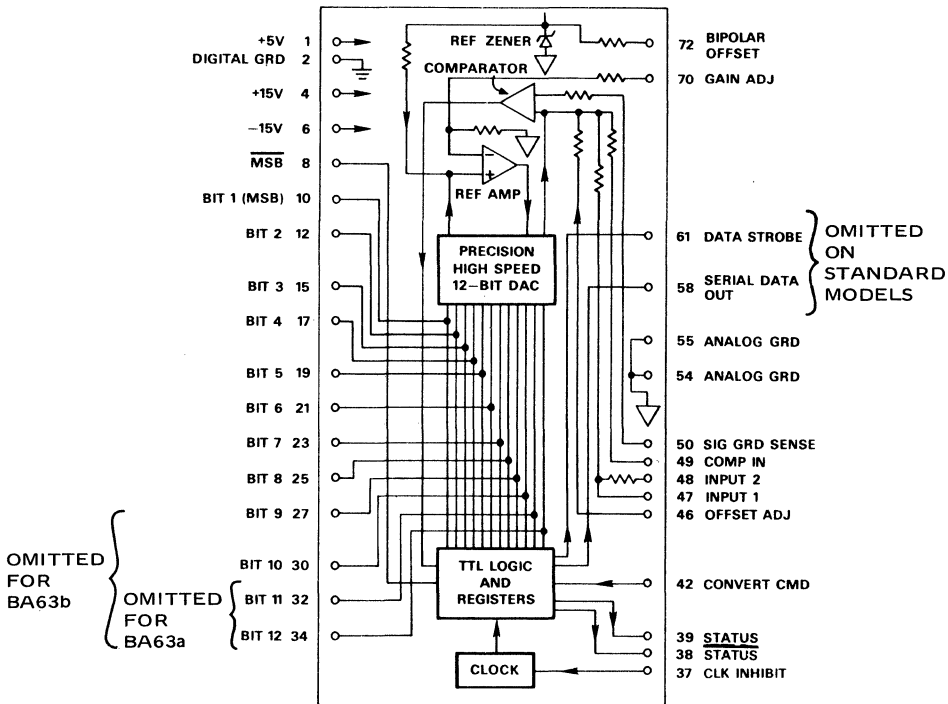 +5V 1
DIGITAL GRD 2
+15V 4
−15V 6
MSB 8
BIT 1 (MSB) 10
BIT 2 12
BIT 3 15
BIT 4 17
BIT 5 19
BIT 6 21
BIT 7 23
BIT 8 25
BIT 9 27
BIT 10 30
BIT 11 32
BIT 12 34
OMITTED
FOR
BA63b
OMITTED
FOR
BA63a
REF ZENER
COMPARATOR
−
+
REF AMP
PRECISION
HIGH SPEED
12−BIT DAC
TTL LOGIC
AND
REGISTERS
CLOCK
72 BIPOLAR
OFFSET
70 GAIN ADJ
61 DATA STROBE
58 SERIAL DATA
OUT
OMITTED
ON
STANDARD
MODELS
55 ANALOG GRD
54 ANALOG GRD
50 SIG GRD SENSE
49 COMP IN
48 INPUT 2
47 INPUT 1
46 OFFSET ADJ
42 CONVERT CMD
39 STATUS
38 STATUS
37 CLK INHIBIT